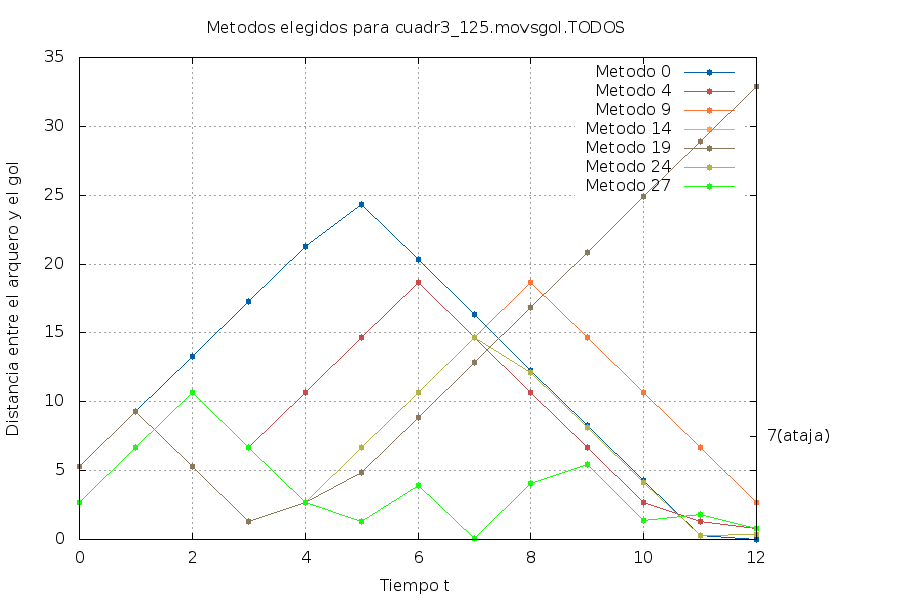 Metodos elegidos para cuadr3_125.movsgol.TODOS
35
30
25
20
15
10
5
0
Distancia entre el arquero y el gol
Metodo 0
Metodo 4
Metodo 9
Metodo 14
Metodo 19
Metodo 24
Metodo 27
7(ataja)
0 2 4 6 8 10 12
Tiempo t